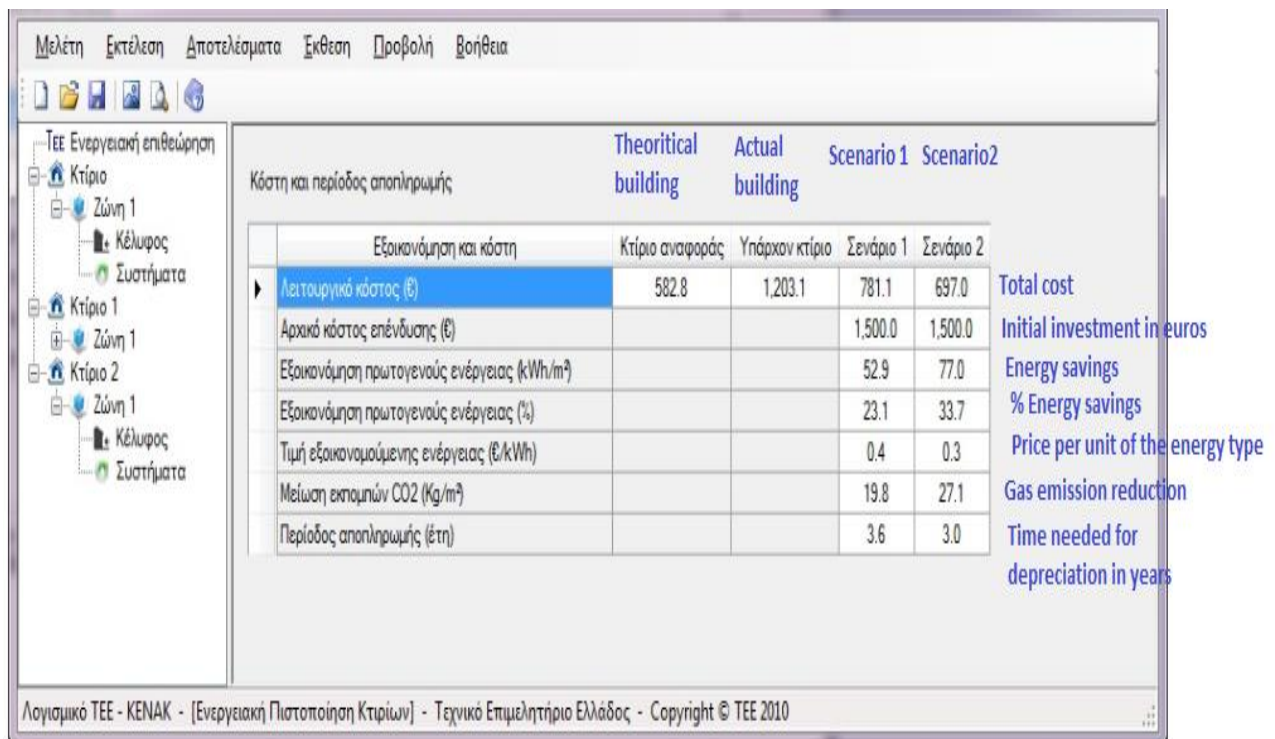 Μελέτη Εκτέλεση Αποτελέσματα Έκθεση Προβολή Βοήθεια
ΤΕΕ Ενεργειακή επιθεώρηση
Κτίριο
Ζώνη 1
Κέλυφος
Συστήματα
Κτίριο 1
Ζώνη 1
Κτίριο 2
Ζώνη 1
Κέλυφος
Συστήματα
Theoritical building
Actual building
Scenario 1 Scenario2
Κόστη και περίοδος αποπληρωμής
Εξοικονόμηση και κόστη Κτίριο αναφοράς Υπάρχον κτίριο Σενάριο 1 Σενάριο 2
Λειτουργικό κόστος (€) 582.8 1,203.1 781.1 697.0 Total cost
Αρχικό κόστος επένδυσης (€) 1,500.0 1,500.0 Initial investment in euros
Εξοικονόμηση πρωτογενούς ενέργειας (kWh/m²) 52.9 77.0 Energy savings
Εξοικονόμηση πρωτογενούς ενέργειας (%) 23.1 33.7 % Energy savings
Τιμή εξοικονομούμενης ενέργειας (€/kWh) 0.4 0.3 Price per unit of the energy type
Μείωση εκπομπών CO2 (Kg/m²) 19.8 27.1 Gas emission reduction
Περίοδος αποπληρωμής (έτη) 3.6 3.0 Time needed for
depreciation in years
Λογισμικό ΤΕΕ - ΚΕΝΑΚ - [Ενεργειακή Πιστοποίηση Κτιρίων] - Τεχνικό Επιμελητήριο Ελλάδος - Copyright © ΤΕΕ 2010